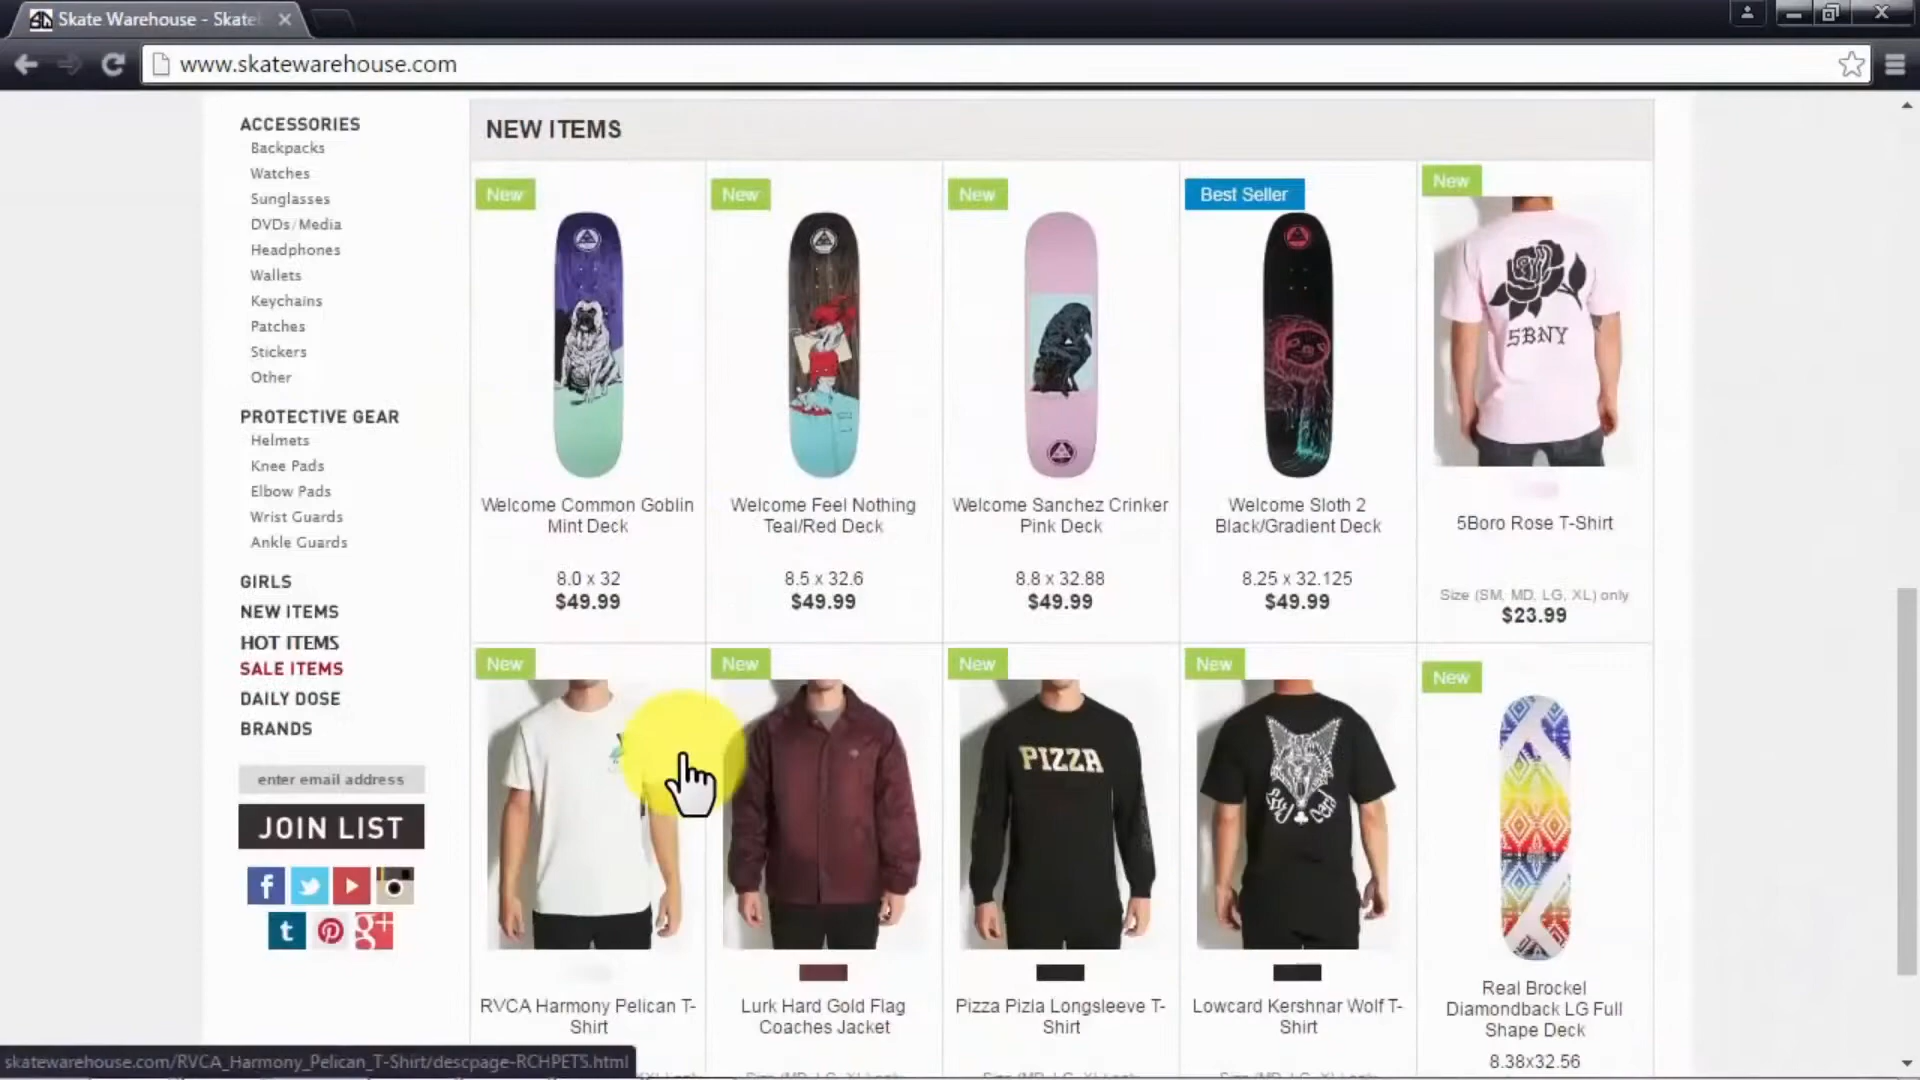 Skate Warehouse - Skatel
www.skatewarehouse.com
ACCESSORIES
Backpacks
Watches
Sunglasses
DVDs/Media
Headphones
Wallets
Keychains
Patches
Stickers
Other
PROTECTIVE GEAR
Helmets
Knee Pads
Elbow Pads
Wrist Guards
Ankle Guards
GIRLS
NEW ITEMS
HOT ITEMS
SALE ITEMS
DAILY DOSE
BRANDS
enter email address
JOIN LIST
NEW ITEMS
New
New
New
Best Seller
New
5BNY
Welcome Common Goblin
Mint Deck
8.0 x 32
$49.99
Welcome Feel Nothing
Teal/Red Deck
8.5 x 32.6
$49.99
Welcome Sanchez Crinker
Pink Deck
8.8 x 32.88
$49.99
Welcome Sloth 2
Black/Gradient Deck
8.25 x 32.125
$49.99
5Boro Rose T-Shirt
Size (SM, MD, LG, XL) only
$23.99
New
New
New
New
New
PIZZA
RVCA Harmony Pelican T-
Shirt
Lurk Hard Gold Flag
Coaches Jacket
Pizza Pizla Longsleeve T-
Shirt
Lowcard Kershnar Wolf T-
Shirt
Real Brockel
Diamondback LG Full
Shape Deck
8.38x32.56
skatewarehouse.com/RVCA_Harmony_Pelican_T-Shirt/descpage-RCHPETS.html